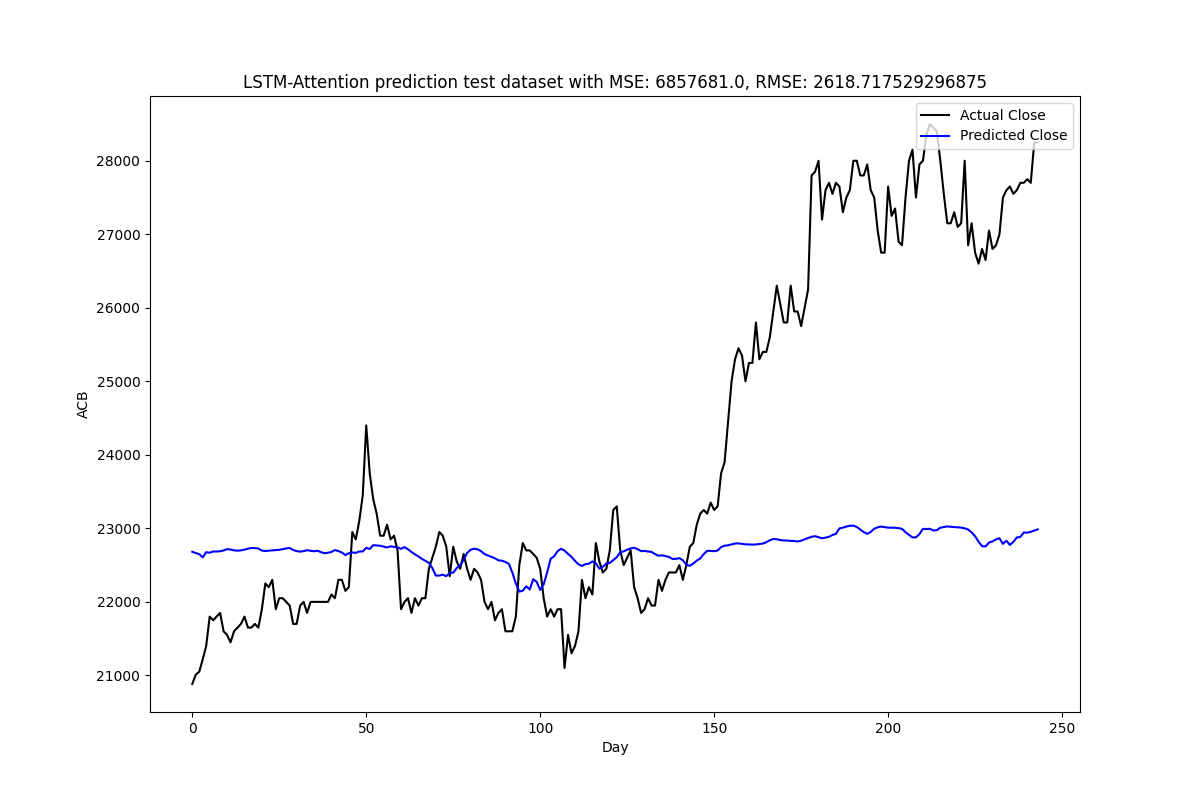 LSTM-Attention prediction test dataset with MSE: 6857681.0, RMSE: 2618.717529296875
Actual Close
Predicted Close
28000
27000
26000
25000
24000
23000
22000
21000
ACB
0 50 100 150 200 250
Day